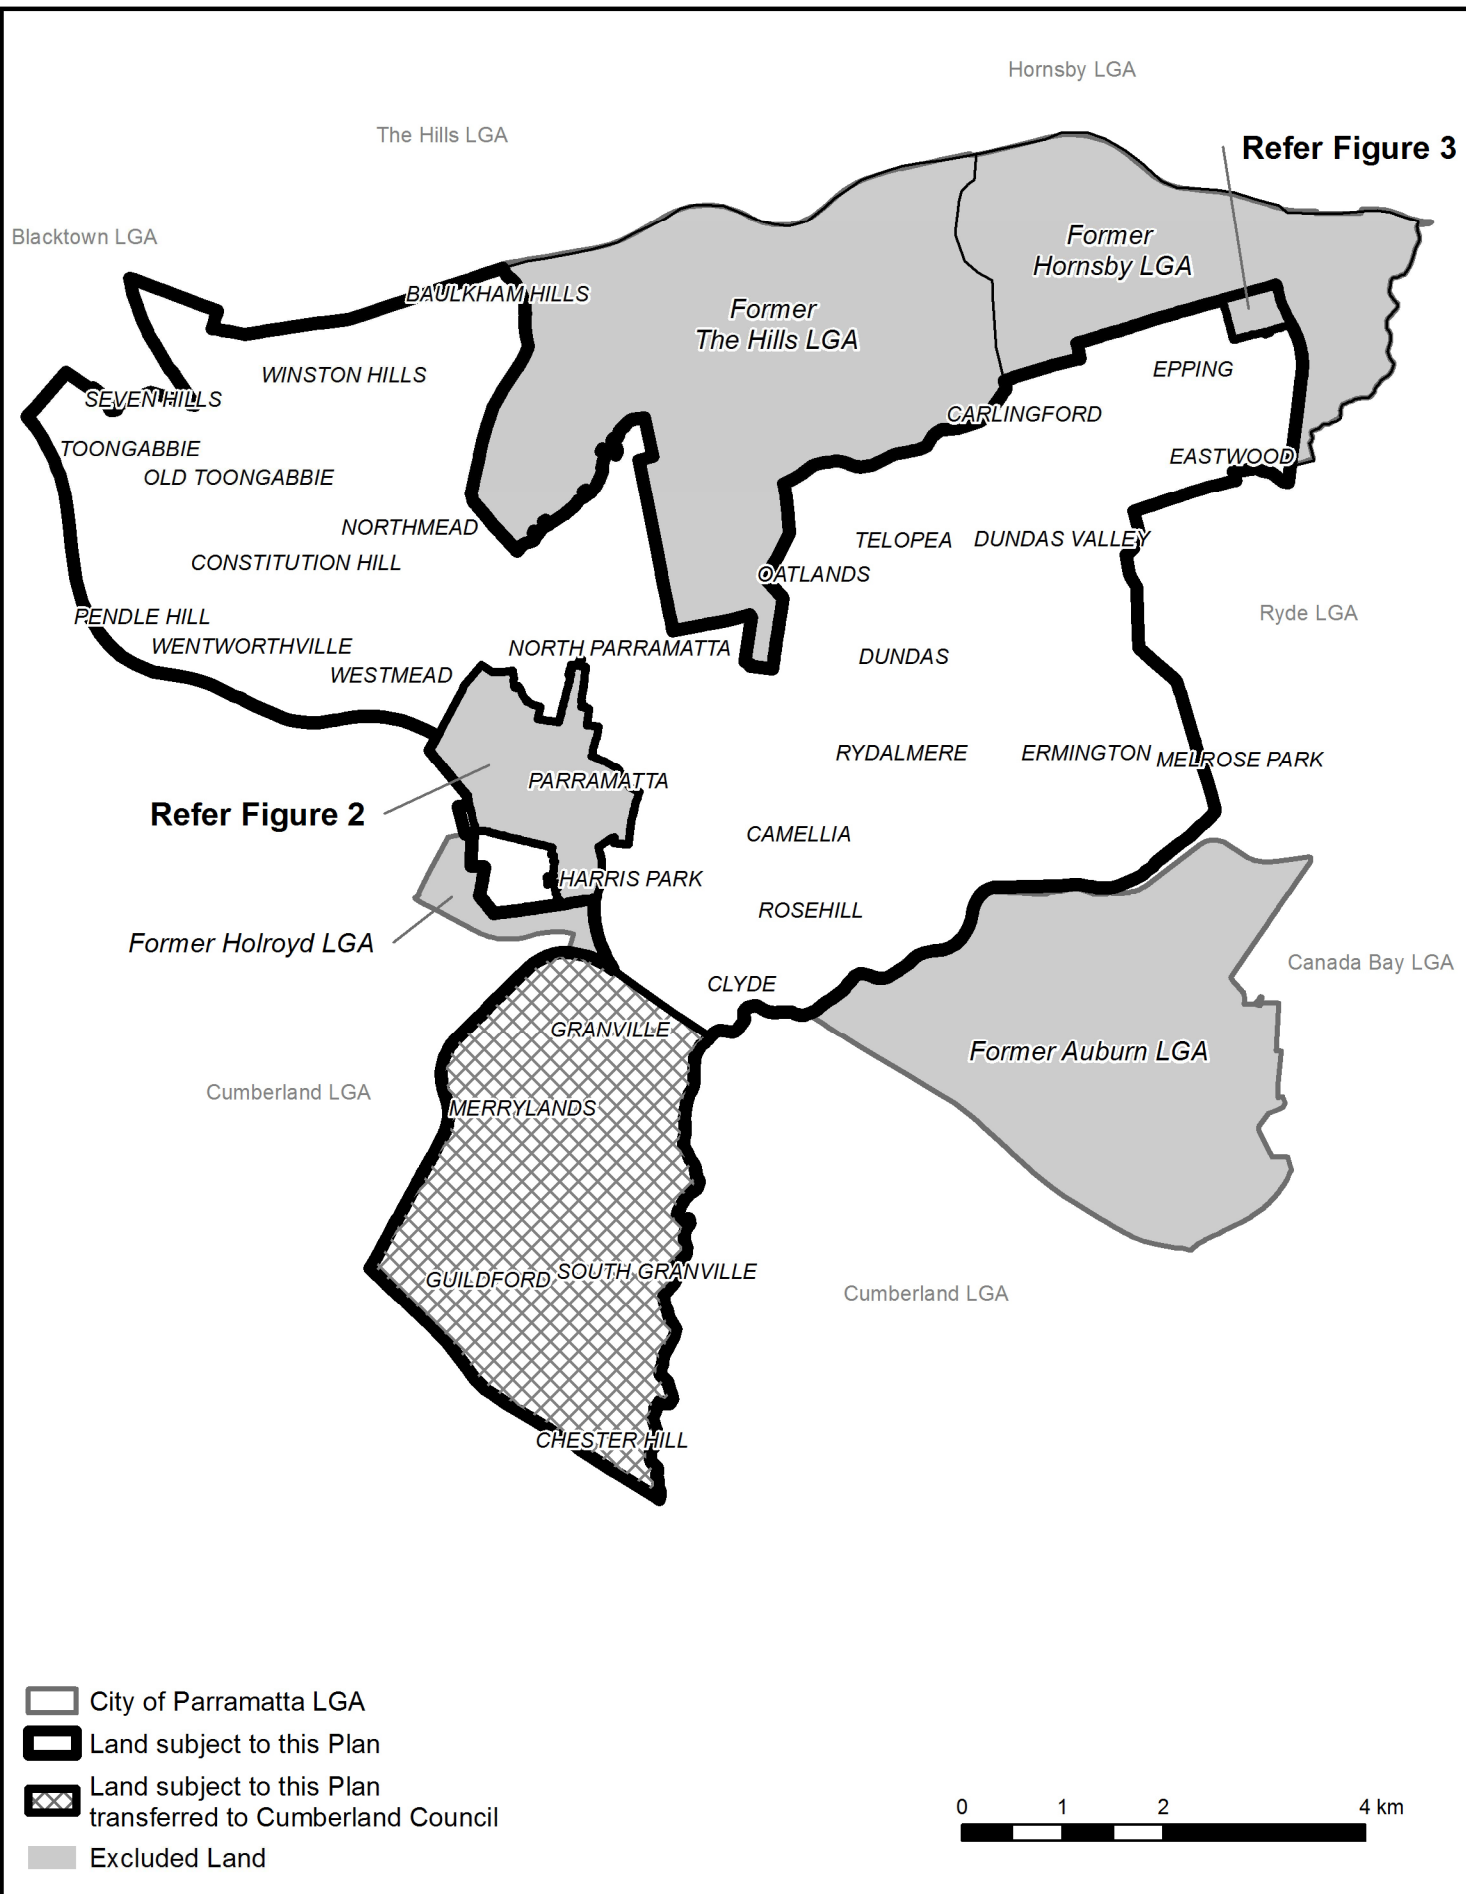 Hornsby LGA
The Hills LGA
Refer Figure 3
Blacktown LGA
Former
Hornsby LGA
BAULKHAM HILLS
Former
The Hills LGA
EPPING
WINSTON HILLS
SEVEN HILLS
CARLINGFORD
TOONGABBIE
EASTWOOD
OLD TOONGABBIE
NORTHMEAD
TELOPEA
DUNDAS VALLEY
CONSTITUTION HILL
OATLANDS
PENDLE HILL
Ryde LGA
WENTWORTHVILLE
NORTH PARRAMATTA
DUNDAS
WESTMEAD
RYDALMERE
ERMINGTON
MELROSE PARK
PARRAMATTA
Refer Figure 2
CAMELLIA
HARRIS PARK
ROSEHILL
Former Holroyd LGA
Canada Bay LGA
CLYDE
GRANVILLE
Former Auburn LGA
Cumberland LGA
MERRYLANDS
GUILDFORD
SOUTH GRANVILLE
Cumberland LGA
CHESTER HILL
City of Parramatta LGA
Land subject to this Plan
Land subject to this Plan
transferred to Cumberland Council
Excluded Land
0 1 2 4 km